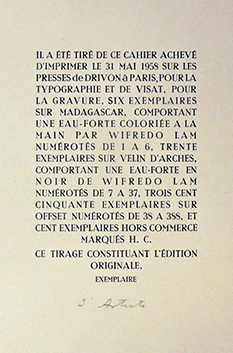 IL A ÉTÉ TIRÉ DE CE CAHIER ACHEVÉ
D'IMPRIMER LE 31 MAI 1958 SUR LES
PRESSES de DRIVON à PARIS, POUR LA
TYPOGRAPHIE ET DE VISAT, POUR
LA GRAVURE, SIX EXEMPLAIRES
SUR MADAGASCAR, COMPORTANT
UNE EAU-FORTE COLORIÉE A LA
MAIN PAR WIFREDO LAM
NUMÉROTÉS DE 1 A 6, TRENTE
EXEMPLAIRES SUR VELIN D'ARCHES,
COMPORTANT UNE EAU-FORTE EN
NOIR DE WIFREDO LAM
NUMÉROTÉS DE 7 A 37, TROIS CENT
CINQUANTE EXEMPLAIRES SUR
OFFSET NUMÉROTÉS DE 38 A 388, ET
CENT EXEMPLAIRES HORS COMMERCE
MARQUÉS H. C.
CE TIRAGE CONSTITUANT L'ÉDITION
ORIGINALE.
EXEMPLAIRE